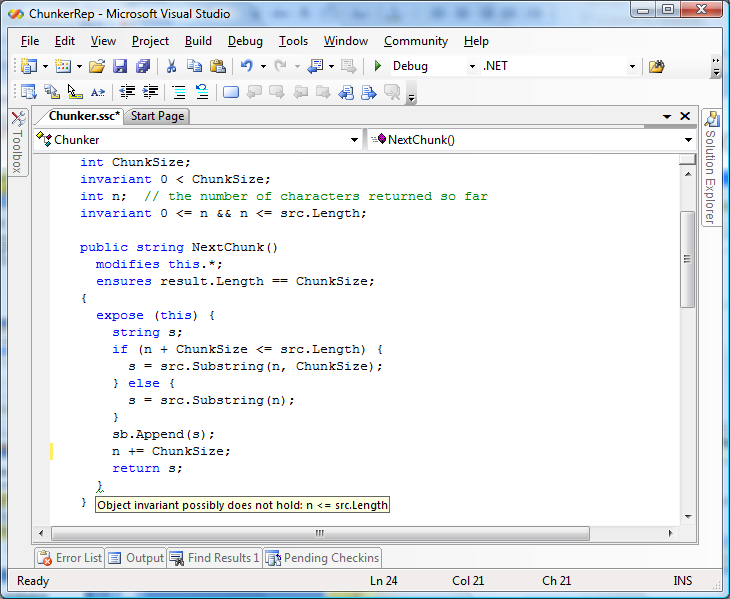 ChunkerRep - Microsoft Visual Studio
File Edit View Project Build Debug Tools Window Community Help
Debug .NET
Chunker.ssc* Start Page
Toolbox
Chunker NextChunk()
Solution Explorer
int ChunkSize;
invariant 0 < ChunkSize;
int n;  // the number of characters returned so far
invariant 0 <= n && n <= src.Length;
public string NextChunk()
modifies this.*;
ensures result.Length == ChunkSize;
{
expose (this) {
string s;
if (n + ChunkSize <= src.Length) {
s = src.Substring(n, ChunkSize);
} else {
s = src.Substring(n);
}
sb.Append(s);
n += ChunkSize;
return s;
}
}
Object invariant possibly does not hold: n <= src.Length
Error List Output Find Results 1 Pending Checkins
Ready Ln 24 Col 21 Ch 21 INS